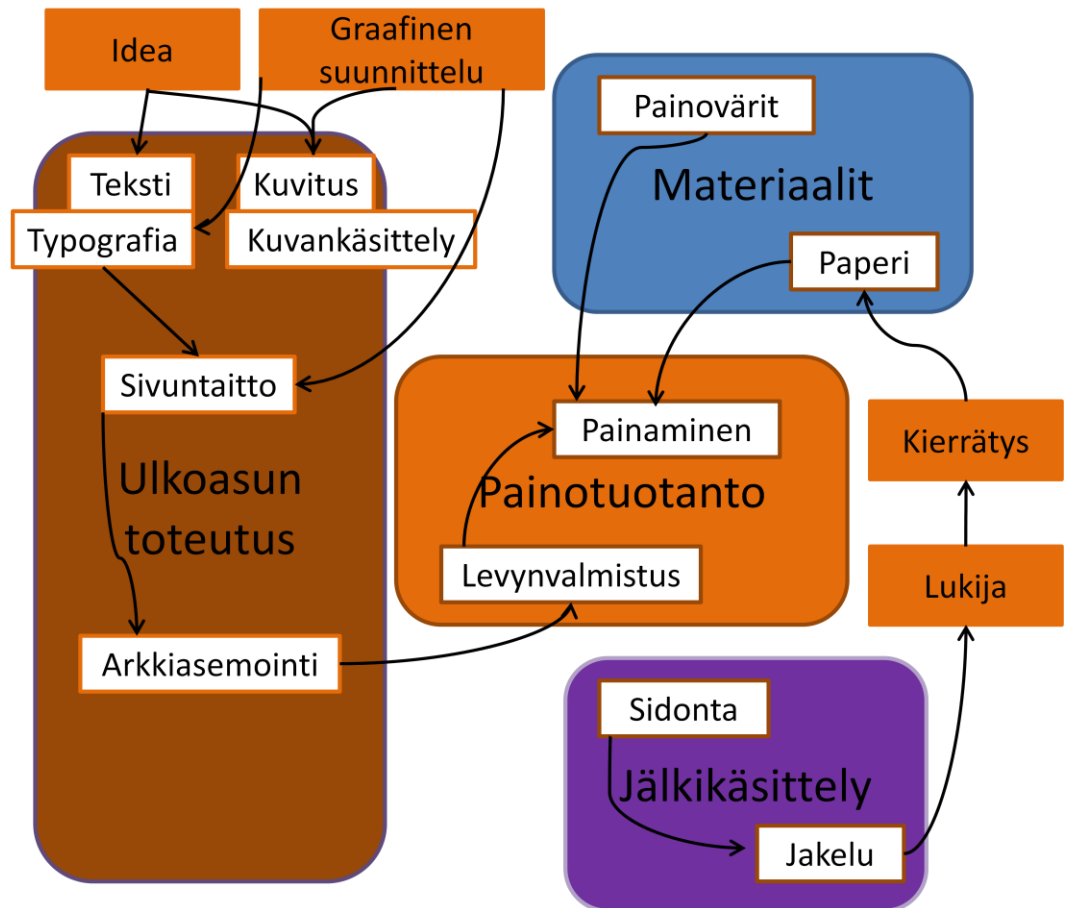 Idea
Graafinen
suunnittelu
Teksti
Kuvitus
Typografia
Kuvankäsittely
Sivuntaitto
Ulkoasun
toteutus
Arkkiasemointi
Painovärit
Materiaalit
Paperi
Painaminen
Painotuotanto
Levynvalmistus
Kierrätys
Lukija
Sidonta
Jälkikäsittely
Jakelu